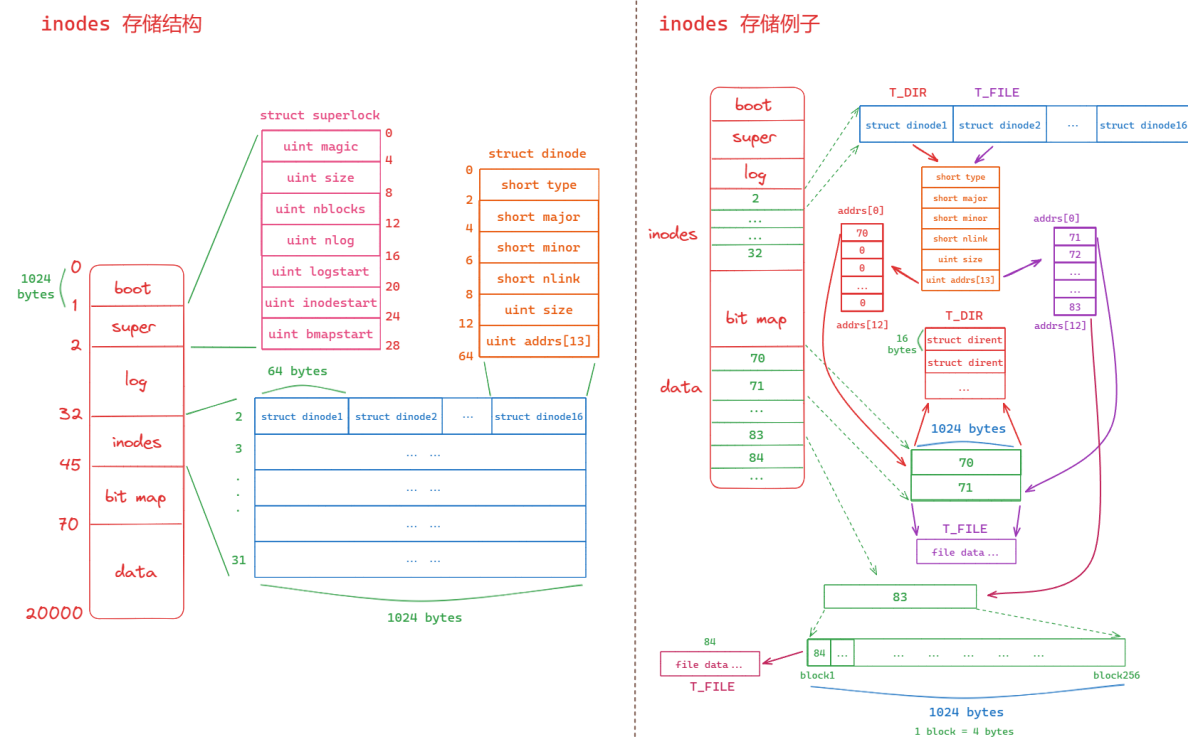 inodes 存储结构
struct superlock
0
uint magic
4
uint size
8
uint nblocks
12
uint nlog
16
uint logstart
20
uint inodestart
24
uint bmapstart
28
struct dinode
0
short type
2
short major
4
short minor
6
short nlink
8
uint size
12
uint addrs[13]
64
1024
bytes
0
boot
1
super
2
log
32
inodes
45
bit map
70
data
20000
64 bytes
2
struct dinode1
struct dinode2
...
struct dinode16
3
... ...
.
.
.
... ...
... ...
31
... ...
1024 bytes
inodes 存储例子
boot
super
log
2
...
...
32
inodes
bit map
data
70
71
...
83
84
...
T_DIR
T_FILE
struct dinode1
struct dinode2
...
struct dinode16
short type
short major
short minor
short nlink
uint size
uint addrs[13]
addrs[0]
70
0
0
...
0
addrs[12]
addrs[0]
71
72
...
...
83
addrs[12]
T_DIR
16
bytes
struct dirent
struct dirent
...
1024 bytes
70
71
T_FILE
file data...
83
84
file data...
T_FILE
84
...
... ... ... ... ...
block1
block256
1024 bytes
1 block = 4 bytes